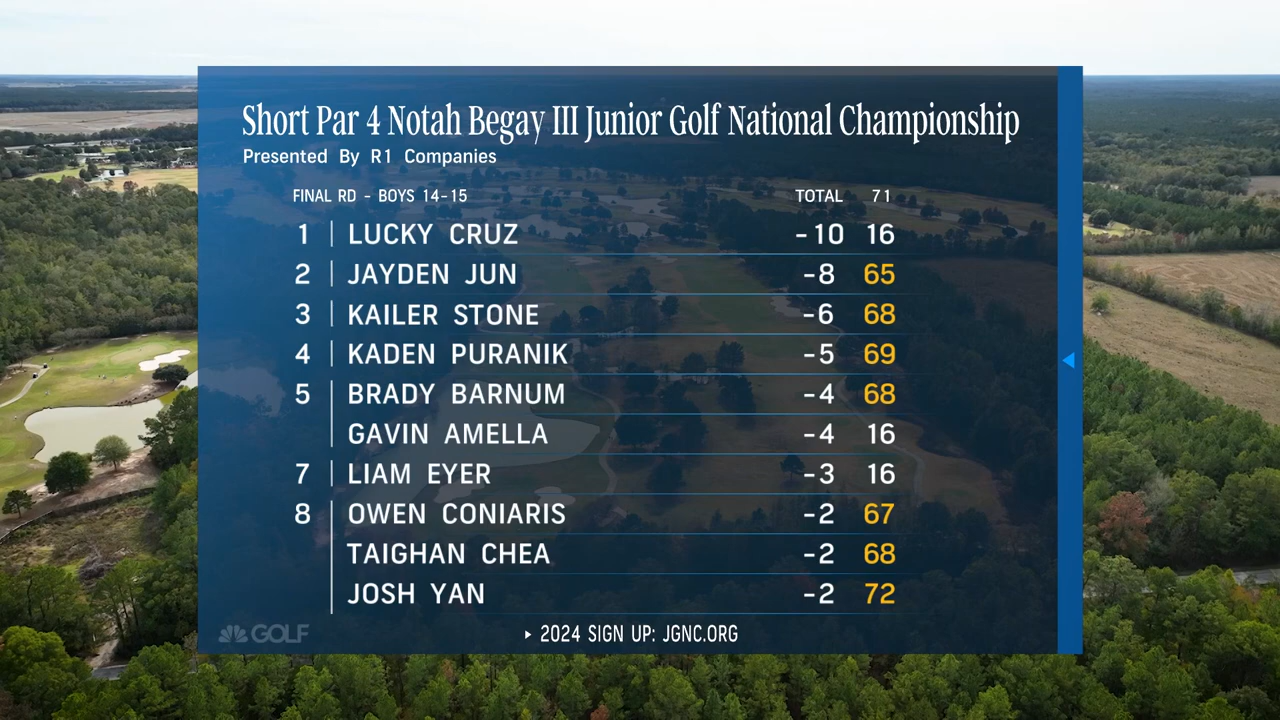 Short Par 4 Notah Begay III Junior Golf National Championship
Presented By R1 Companies
FINAL RD - BOYS 14-15 TOTAL 71
1 LUCKY CRUZ -10 16
2 JAYDEN JUN -8 65
3 KAILER STONE -6 68
4 KADEN PURANIK -5 69
5 BRADY BARNUM -4 68
GAVIN AMELLA -4 16
7 LIAM EYER -3 16
8 OWEN CONIARIS -2 67
TAIGHAN CHEA -2 68
JOSH YAN -2 72
GOLF
2024 SIGN UP: JGNC.ORG